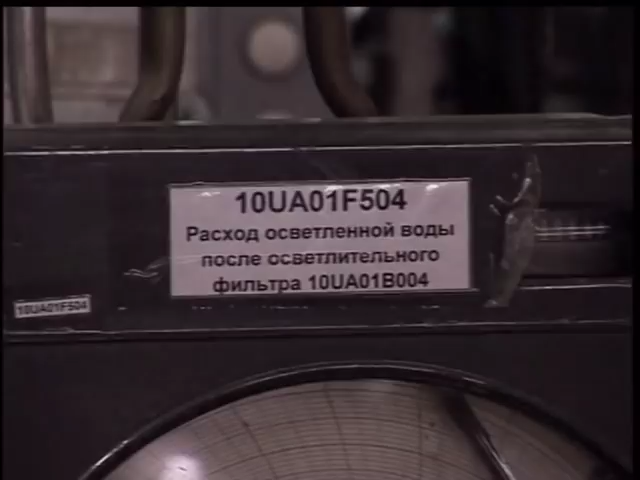 10UA01F504
Расход осветленной воды
после осветлительного
фильтра 10UA01B004
10UA01F504